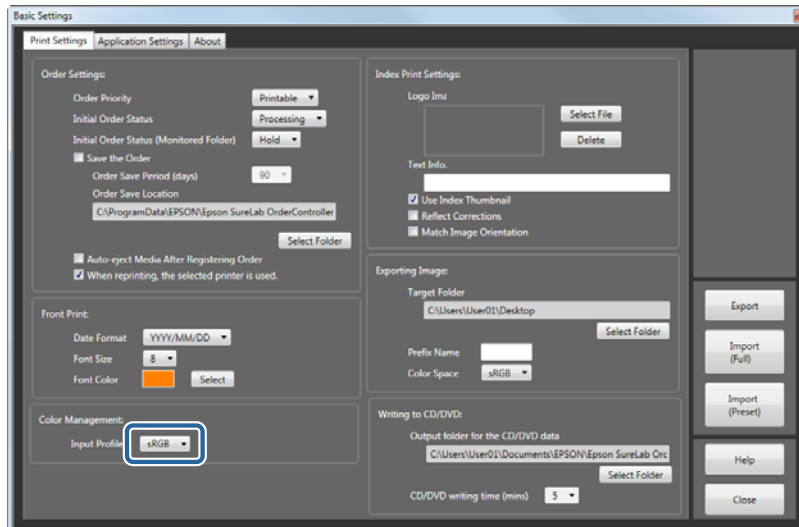 Basic Settings
Print Settings Application Settings About
Order Settings:
Order Priority Printable
Initial Order Status Processing
Initial Order Status (Monitored Folder) Hold
Save the Order
Order Save Period (days) 90
Order Save Location
C:\ProgramData\EPSON\Epson SureLab OrderController
Select Folder
Auto-eject Media After Registering Order
When reprinting, the selected printer is used.
Front Print:
Date Format YYYY/MM/DD
Font Size 8
Font Color Select
Color Management:
Input Profile sRGB
Index Print Settings:
Logo Ima
Select File
Delete
Text Info.
Use Index Thumbnail
Reflect Corrections
Match Image Orientation
Exporting Image:
Target Folder
C:\Users\User01\Desktop
Select Folder
Prefix Name
Color Space sRGB
Writing to CD/DVD:
Output folder for the CD/DVD data
C:\Users\User01\Documents\EPSON\Epson SureLab Orc
Select Folder
CD/DVD writing time (mins) 5
Export
Import
(Full)
Import
(Preset)
Help
Close